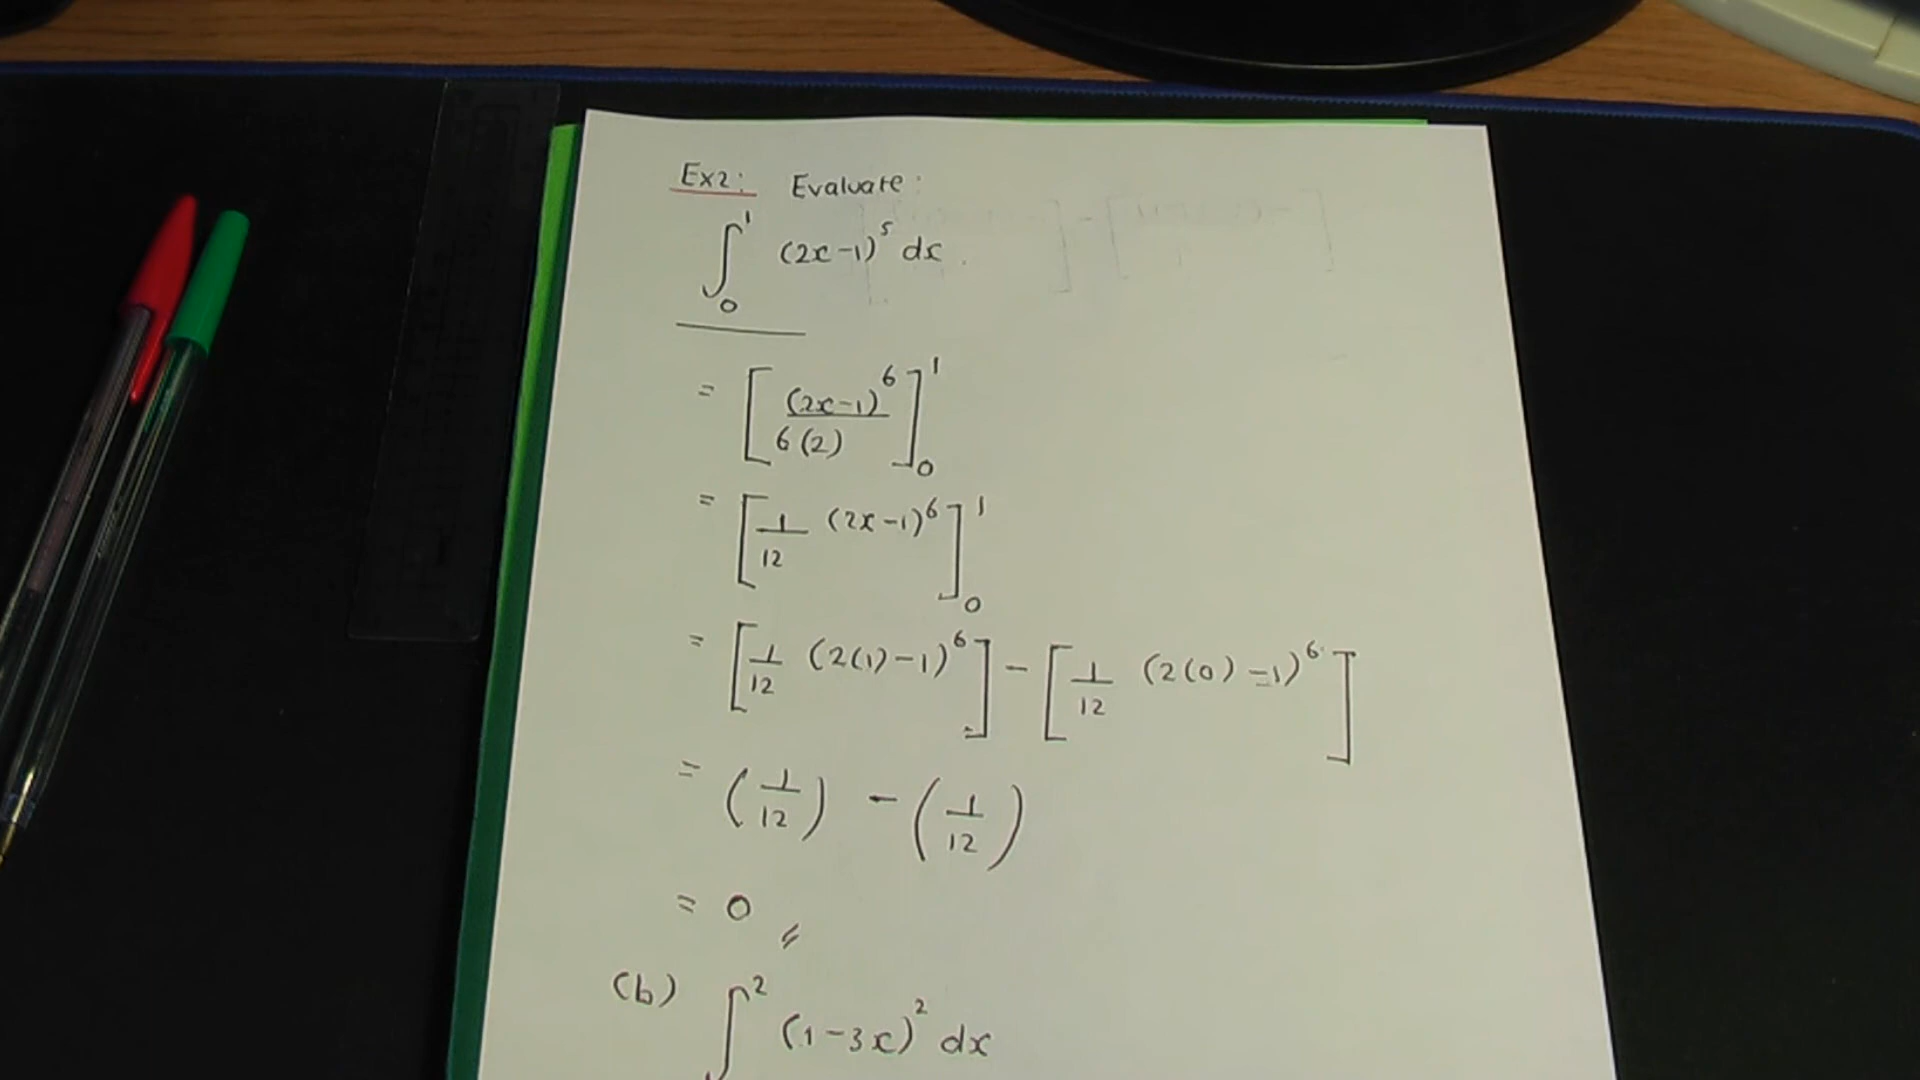 Ex2: Evaluate:
∫₀¹ (2x-1)⁵ dx.
= [(2x-1)⁶ / 6(2)]₀¹
= [1/12 (2x-1)⁶]₀¹
= [1/12 (2(1)-1)⁶] - [1/12 (2(0)-1)⁶]
= (1/12) - (1/12)
= 0 //
(b) ∫² (1-3x)² dx